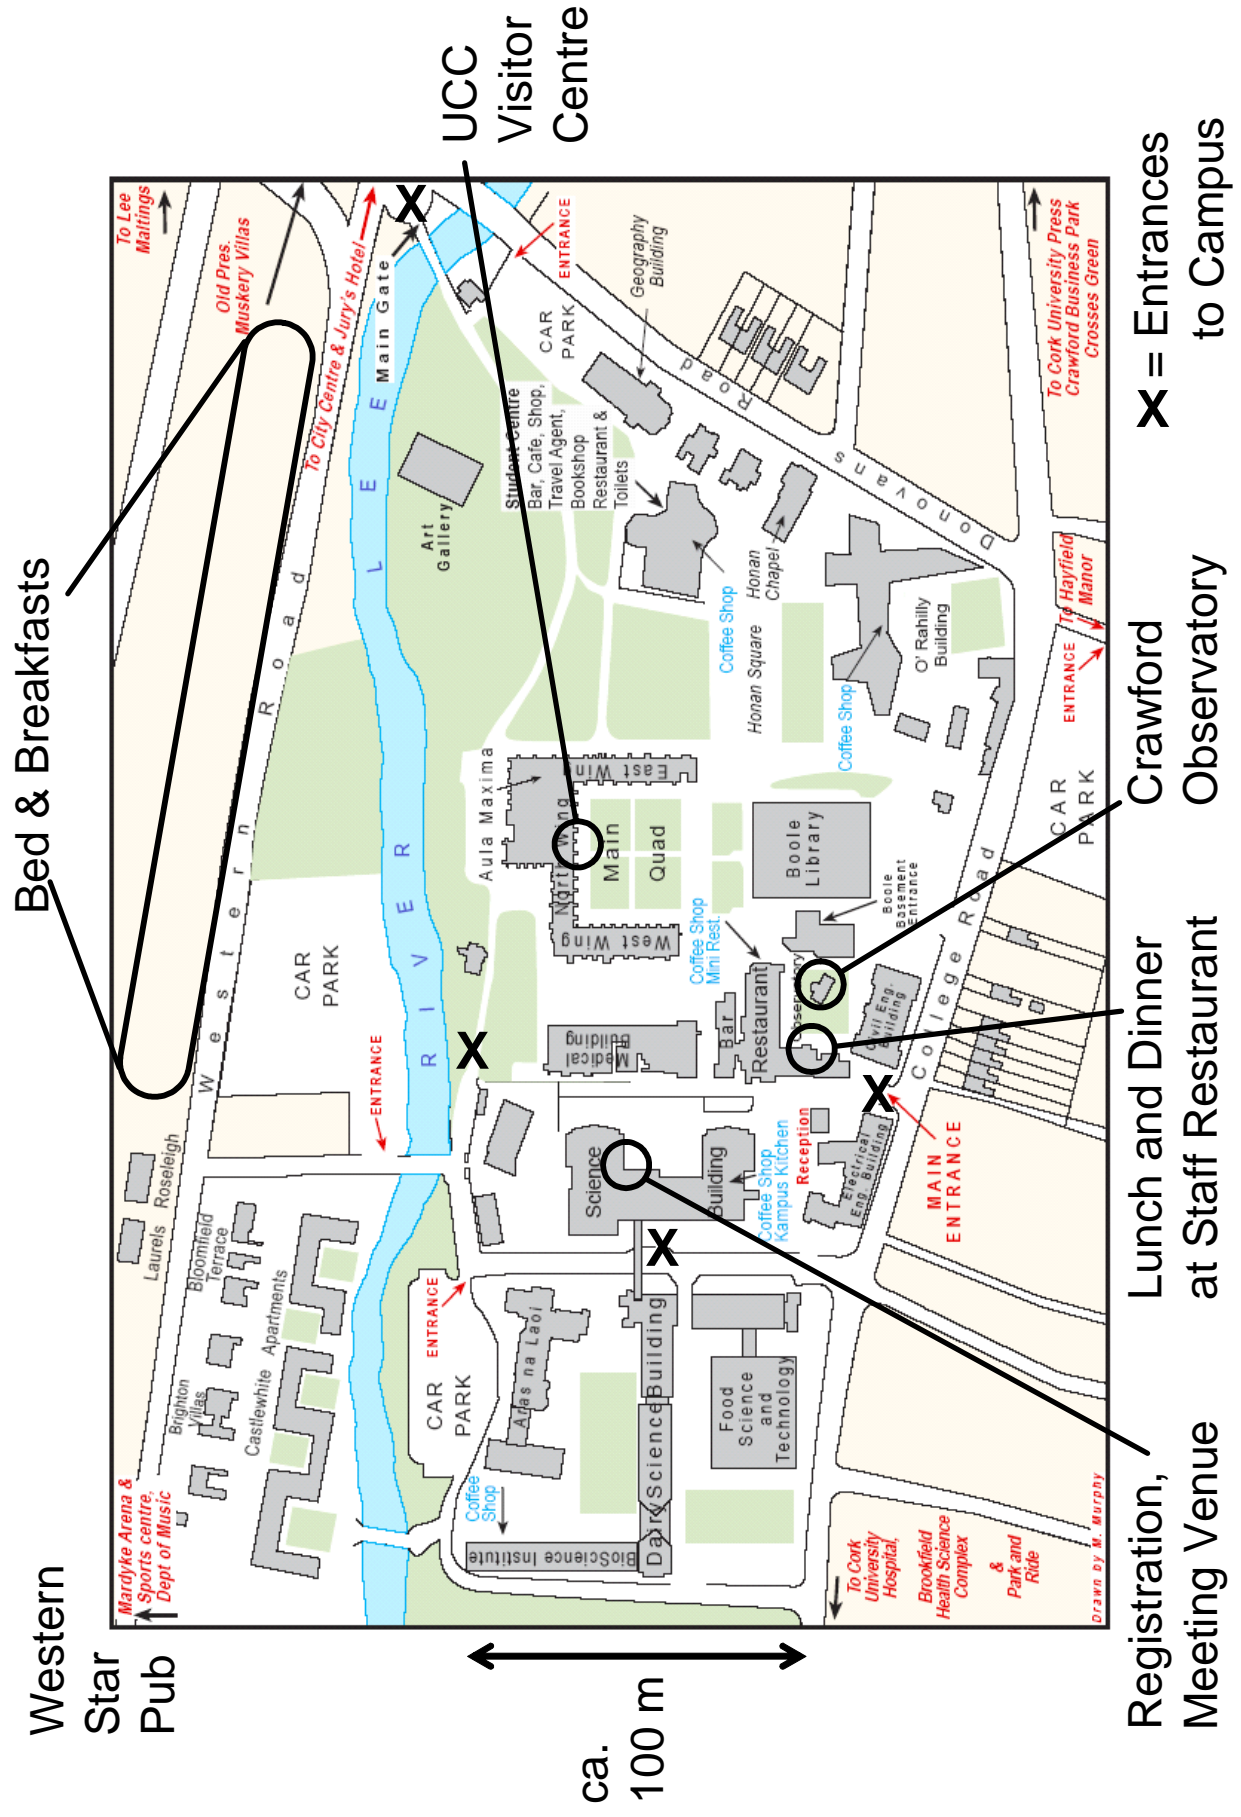 Western
Star
Pub
Bed & Breakfasts
UCC
Visitor
Centre
ca.
100 m
Registration,
Meeting Venue
Lunch and Dinner
at Staff Restaurant
Crawford
Observatory
X = Entrances
to Campus
Mardyke Arena &
Sports centre,
Dept of Music
Laurels
Roseleigh
Brighton
Villas
Bloomfield
Terrace
Castlewhite Apartments
Western Road
To Lee
Maltings
Old Pres.
Muskery Villas
To City Centre & Jury's Hotel
Main Gate
X
ENTRANCE
CAR
PARK
RIVER LEE
ENTRANCE
CAR
PARK
ENTRANCE
X
Art
Gallery
CAR
PARK
Geography
Building
Student Centre
Bar, Cafe, Shop,
Travel Agent,
Bookshop
Restaurant &
Toilets
Coffee
Shop
Aras na Laoi
BioScience Institute
Dairy Science Building
Food
Science
and
Technology
X
Science
Building
Coffee Shop
Kampus Kitchen
Reception
Medical
Building
Aula Maxima
North Wing
West Wing
East Wing
Main
Quad
Coffee Shop
Mini Rest.
Bar
Restaurant
Observatory
Boole
Library
Boole
Basement
Entrance
Honan Square
Coffee Shop
Honan
Chapel
Coffee Shop
O' Rahilly
Building
Donovans Road
Electrical
Eng. Building
Civil Eng.
Building
X
MAIN
ENTRANCE
College Road
CAR
PARK
ENTRANCE
To Hayfield
Manor
To Cork University Press
Crawford Business Park
Crosses Green
To Cork
University
Hospital,
Brookfield
Health Science
Complex
&
Park and
Ride
Drawn by M. Murphy